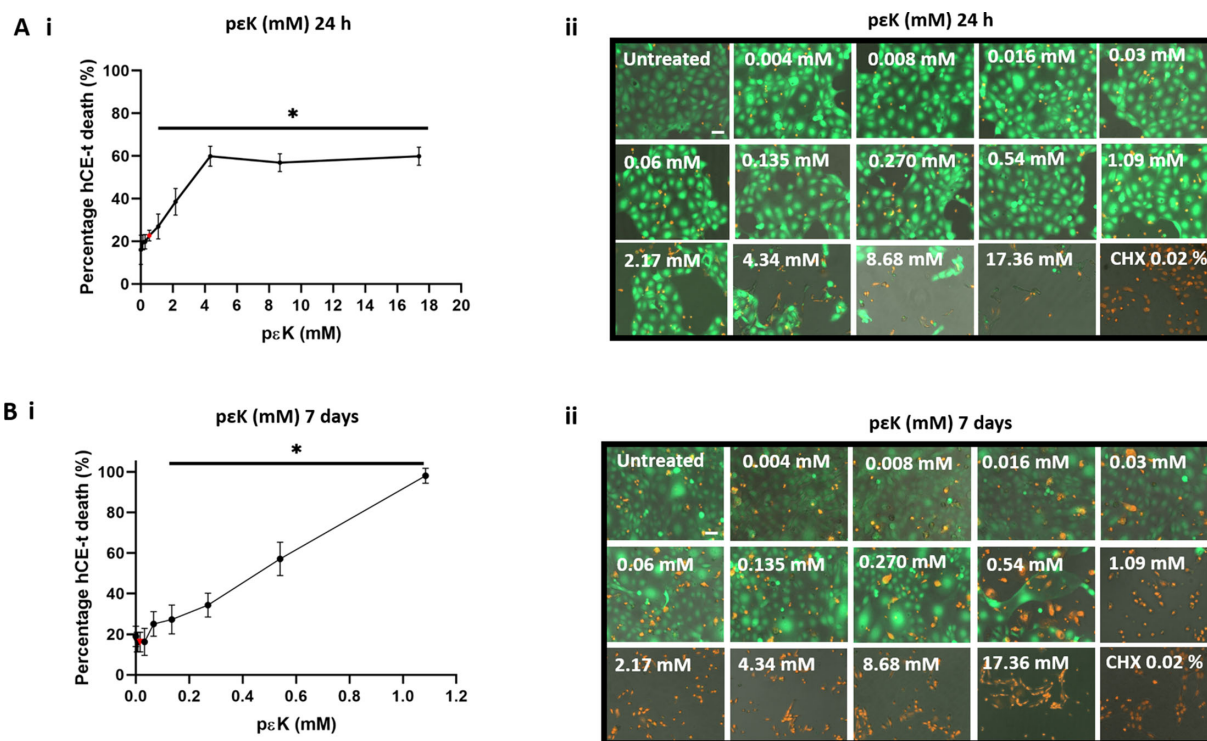 A i
pεK (mM) 24 h
Percentage hCE-t death (%)
100
80
60
40
20
0
*
0 2 4 6 8 10 12 14 16 18 20
pεK (mM)
ii
pεK (mM) 24 h
Untreated 0.004 mM 0.008 mM 0.016 mM 0.03 mM
0.06 mM 0.135 mM 0.270 mM 0.54 mM 1.09 mM
2.17 mM 4.34 mM 8.68 mM 17.36 mM CHX 0.02 %
B i
pεK (mM) 7 days
Percentage hCE-t death (%)
100
80
60
40
20
0
*
0.0 0.2 0.4 0.6 0.8 1.0 1.2
pεK (mM)
ii
pεK (mM) 7 days
Untreated 0.004 mM 0.008 mM 0.016 mM 0.03 mM
0.06 mM 0.135 mM 0.270 mM 0.54 mM 1.09 mM
2.17 mM 4.34 mM 8.68 mM 17.36 mM CHX 0.02 %